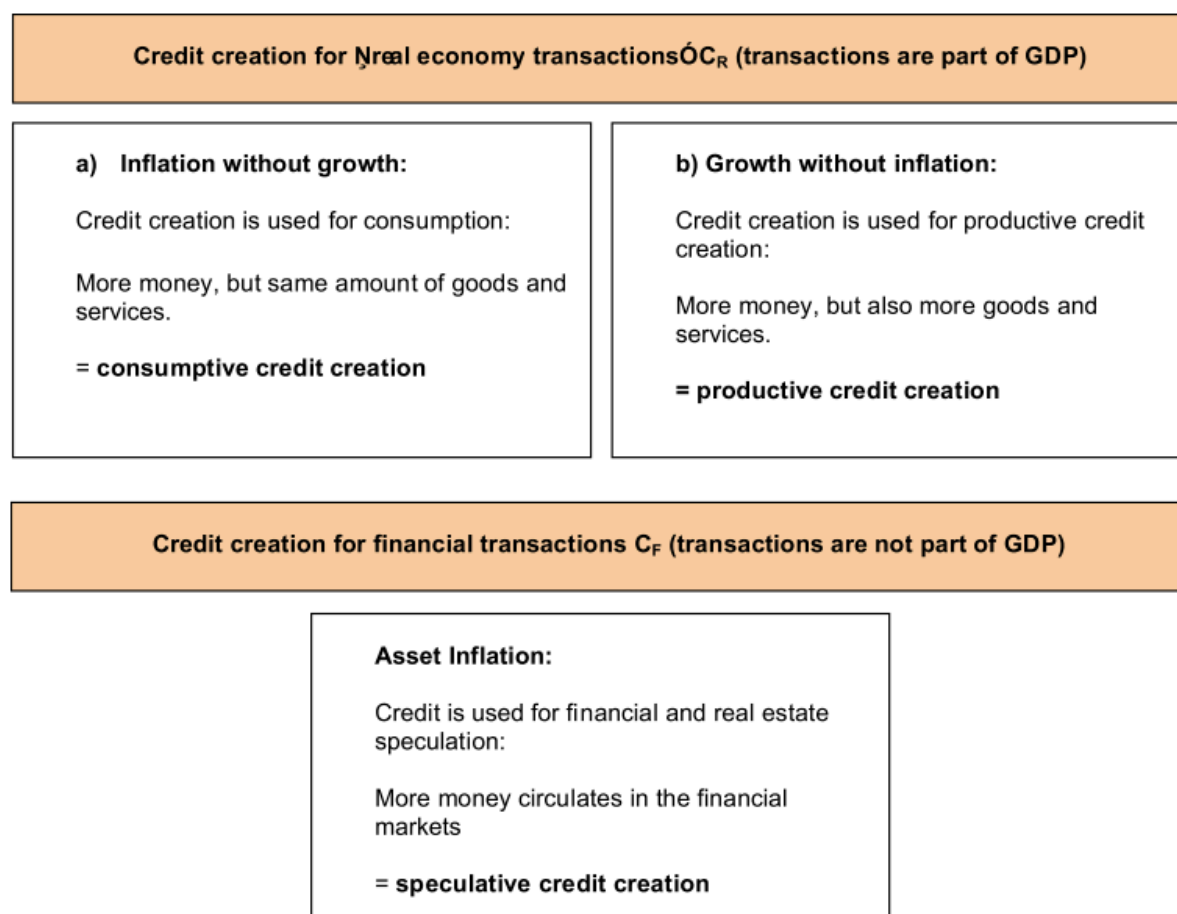 Credit creation for Ņreal economy transactionsÓC_R (transactions are part of GDP)
a) Inflation without growth:
Credit creation is used for consumption:
More money, but same amount of goods and
services.
= consumptive credit creation
b) Growth without inflation:
Credit creation is used for productive credit
creation:
More money, but also more goods and
services.
= productive credit creation
Credit creation for financial transactions C_F (transactions are not part of GDP)
Asset Inflation:
Credit is used for financial and real estate
speculation:
More money circulates in the financial
markets
= speculative credit creation